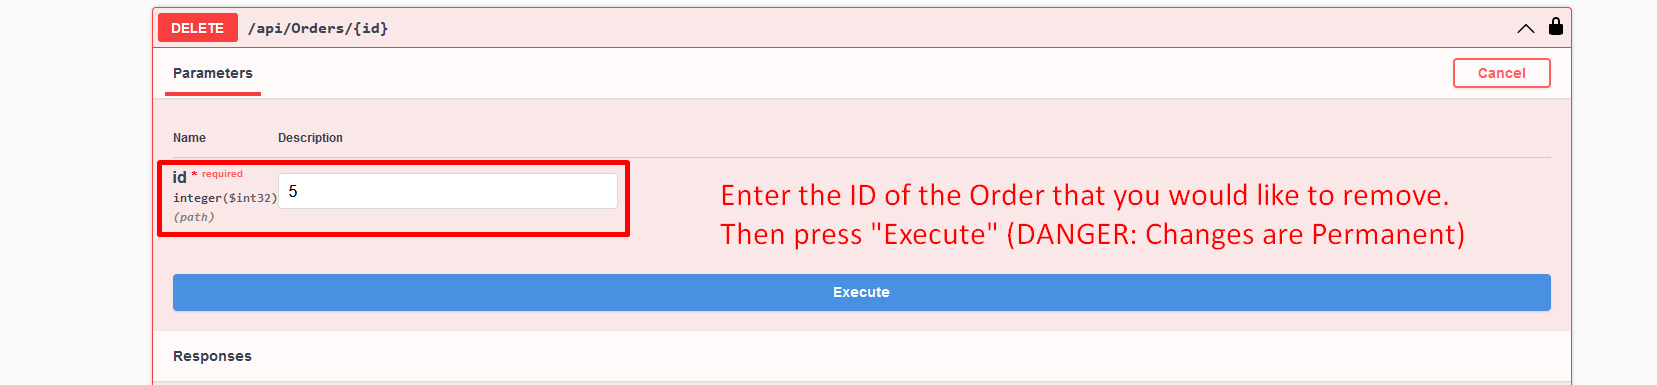 DELETE /api/Orders/{id}
Parameters
Cancel
Name Description
id * required
integer($int32)
(path)
5
Enter the ID of the Order that you would like to remove.
Then press "Execute" (DANGER: Changes are Permanent)
Execute
Responses